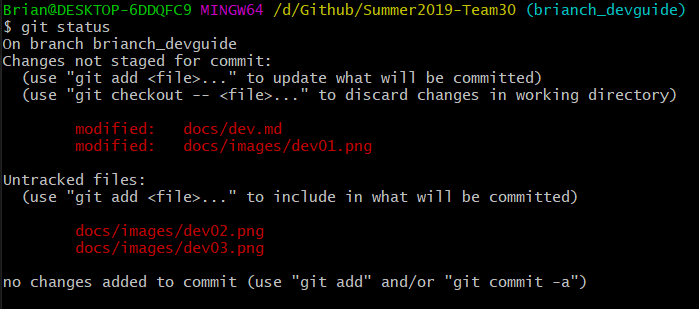 Brian@DESKTOP-6DDQFC9 MINGW64 /d/Github/Summer2019-Team30 (brianch_devguide)
$ git status
On branch brianch_devguide
Changes not staged for commit:
  (use "git add <file>..." to update what will be committed)
  (use "git checkout -- <file>..." to discard changes in working directory)

        modified:   docs/dev.md
        modified:   docs/images/dev01.png

Untracked files:
  (use "git add <file>..." to include in what will be committed)

        docs/images/dev02.png
        docs/images/dev03.png

no changes added to commit (use "git add" and/or "git commit -a")